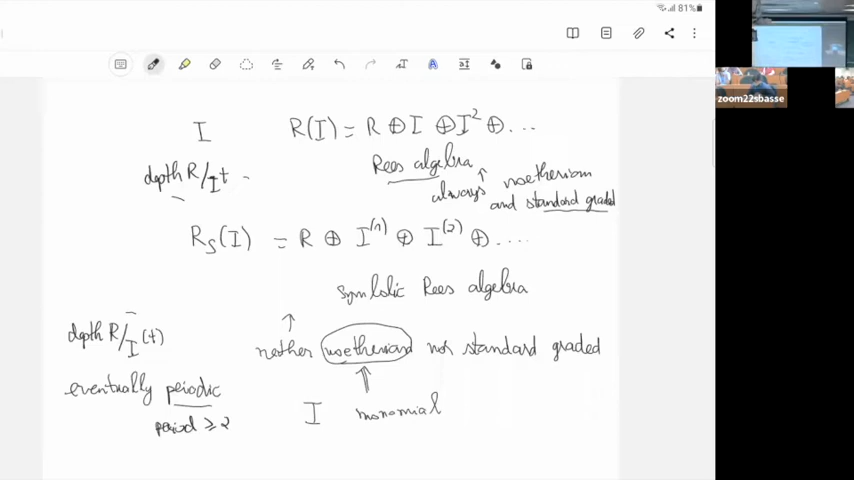 81%
I R(I) = R ⊕ I ⊕ I² ⊕ ...
depth R/I^t
Rees algebra
always noetherian
and standard graded
R_S(I) = R ⊕ I^(1) ⊕ I^(2) ⊕ ....
symbolic Rees algebra
depth R/I^(t)
neither noetherian nor standard graded
eventually periodic
period ≥ 2
I monomial
zoom22sbasse